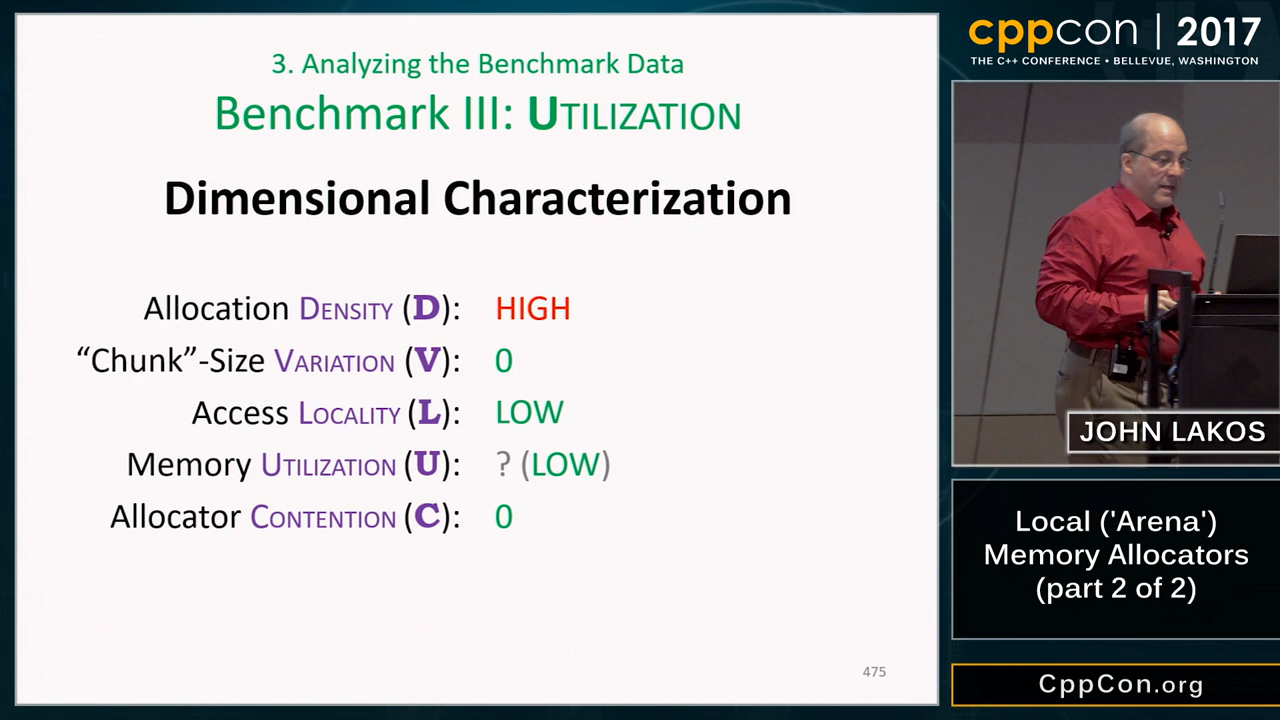 3. Analyzing the Benchmark Data
Benchmark III: UTILIZATION
Dimensional Characterization
Allocation DENSITY (D): HIGH
“Chunk”-Size VARIATION (V): 0
Access LOCALITY (L): LOW
Memory UTILIZATION (U): ? (LOW)
Allocator CONTENTION (C): 0
475
cppcon | 2017
THE C++ CONFERENCE • BELLEVUE, WASHINGTON
JOHN LAKOS
Local ('Arena')
Memory Allocators
(part 2 of 2)
CppCon.org